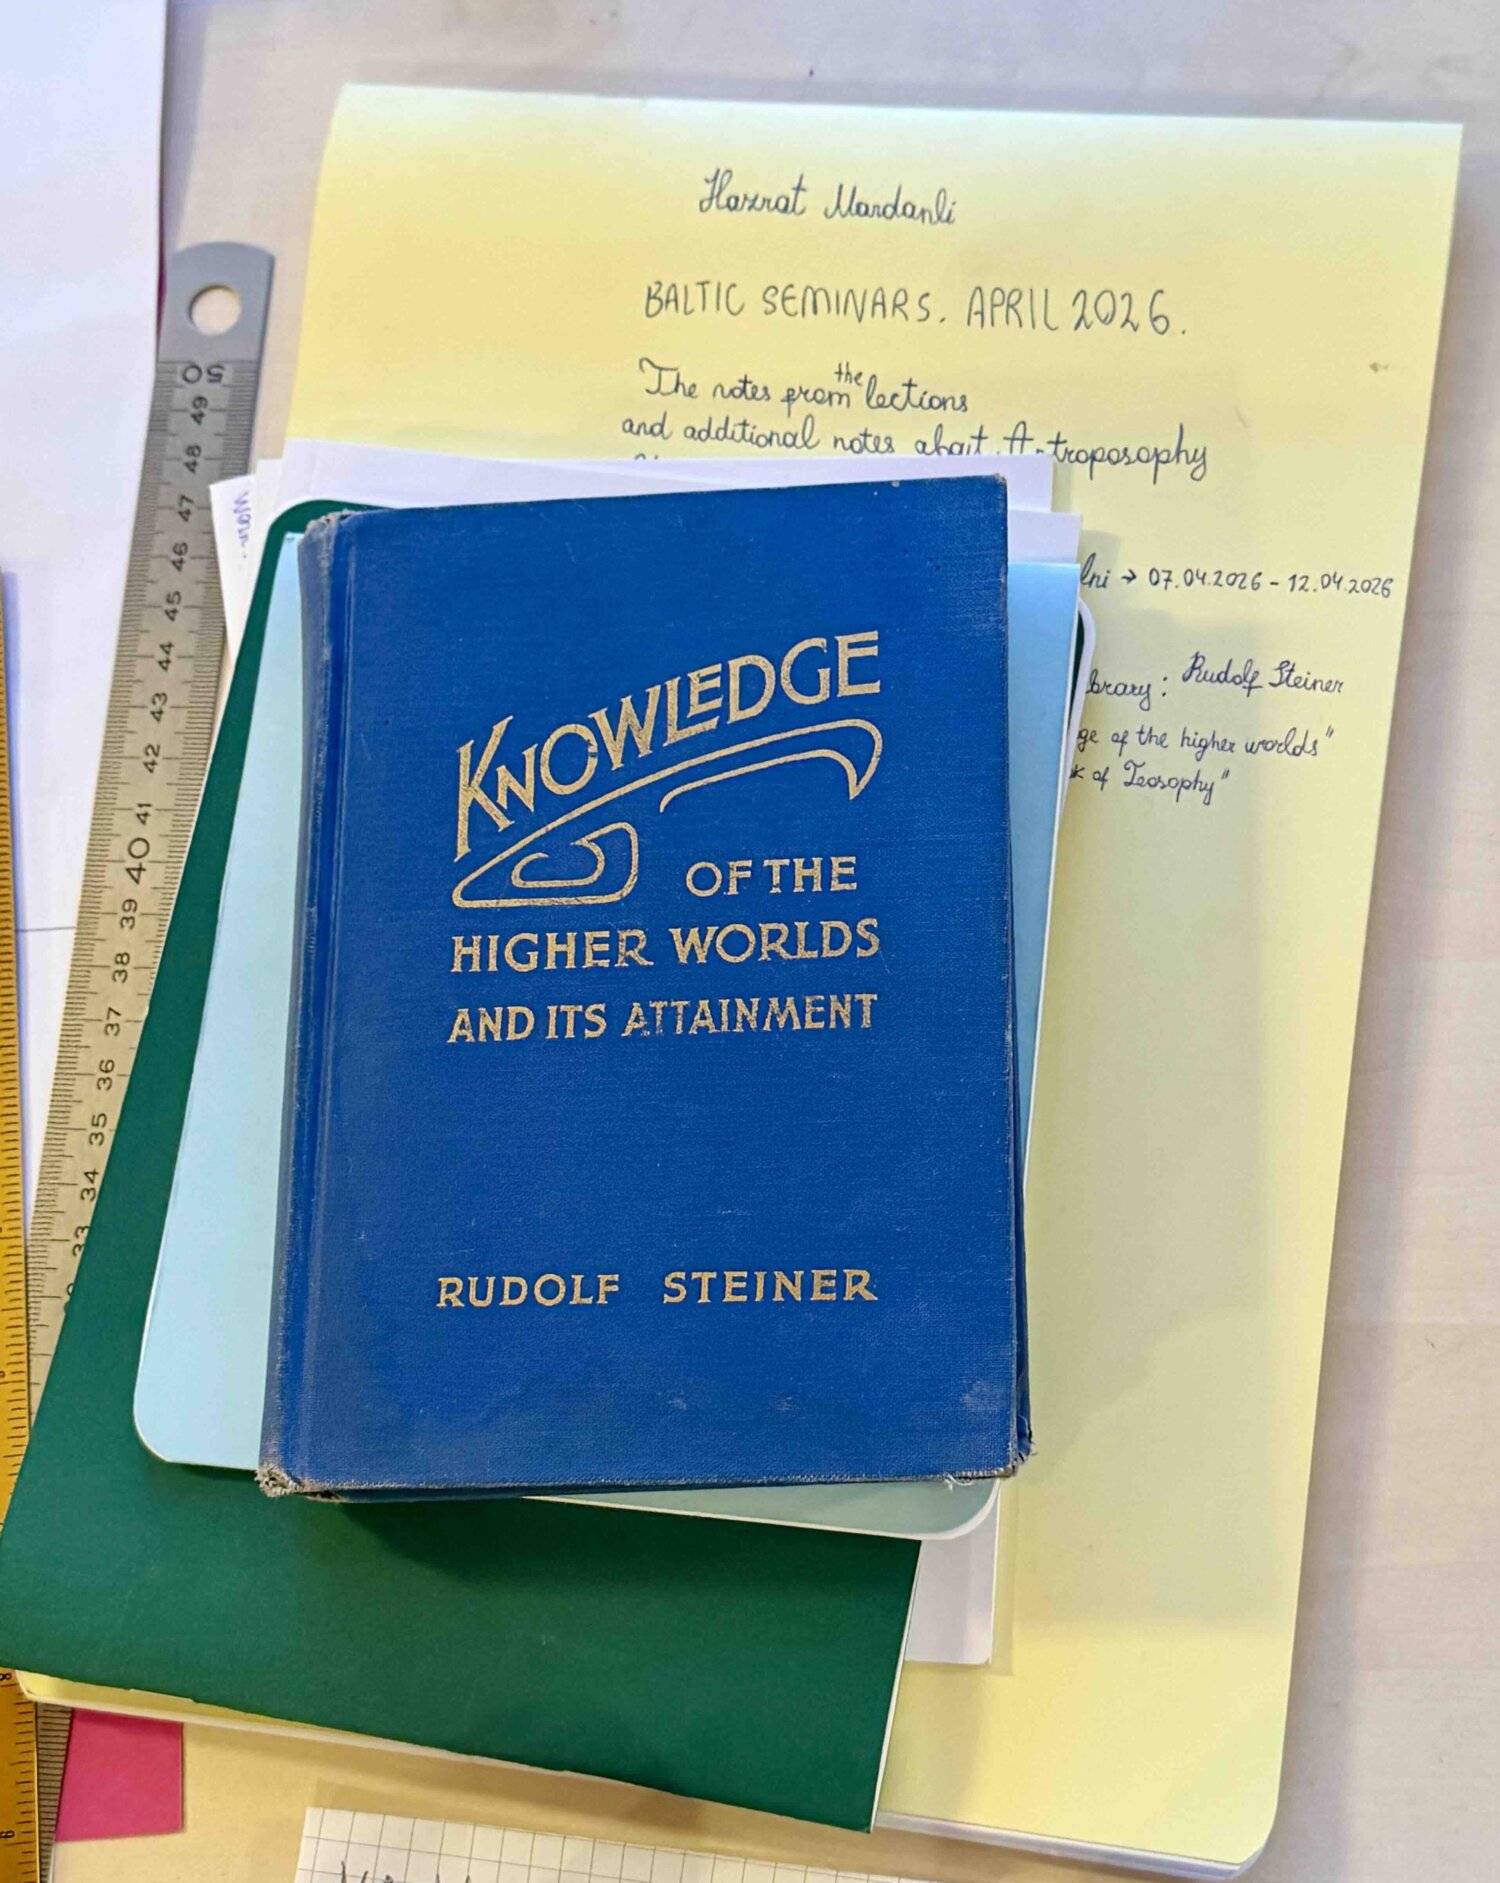 Hazrat Mardanli
BALTIC SEMINARS. APRIL 2026.
The notes from the lections
and additional notes about Antroposophy
lni → 07.04.2026 - 12.04.2026
brary: Rudolf Steiner
ge of the higher worlds"
k of Teosophy"
KNOWLEDGE
OF THE
HIGHER WORLDS
AND ITS ATTAINMENT
RUDOLF STEINER
50
49
48
47
46
45
44
43
42
41
40
39
38
37
36
35
34
33